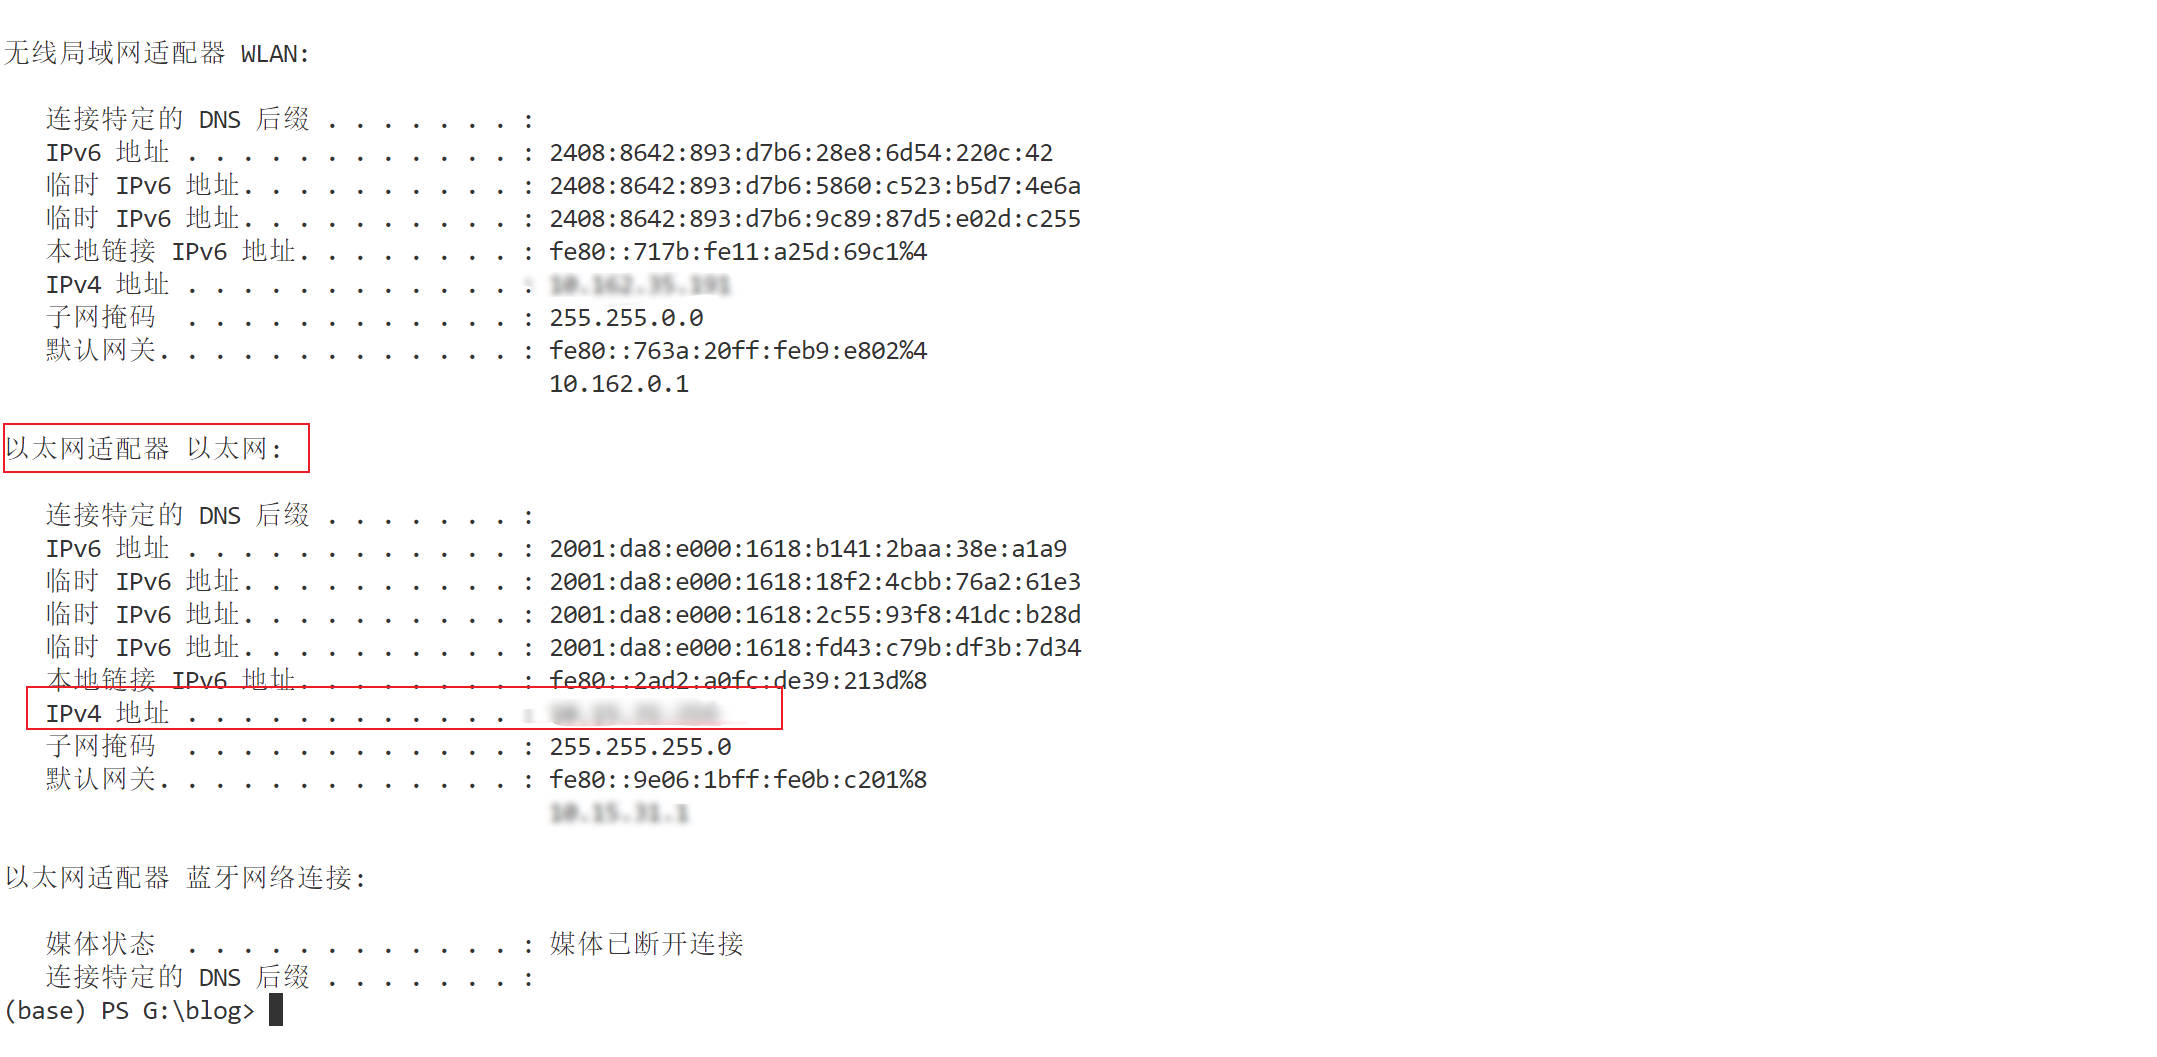 无线局域网适配器 WLAN:
连接特定的 DNS 后缀 . . . . . . . :
IPv6 地址 . . . . . . . . . . . . : 2408:8642:893:d7b6:28e8:6d54:220c:42
临时 IPv6 地址. . . . . . . . . . : 2408:8642:893:d7b6:5860:c523:b5d7:4e6a
临时 IPv6 地址. . . . . . . . . . : 2408:8642:893:d7b6:9c89:87d5:e02d:c255
本地链接 IPv6 地址. . . . . . . . : fe80::717b:fe11:a25d:69c1%4
IPv4 地址 . . . . . . . . . . . . :
子网掩码  . . . . . . . . . . . . : 255.255.0.0
默认网关. . . . . . . . . . . . . : fe80::763a:20ff:feb9:e802%4
10.162.0.1
以太网适配器 以太网:
连接特定的 DNS 后缀 . . . . . . . :
IPv6 地址 . . . . . . . . . . . . : 2001:da8:e000:1618:b141:2baa:38e:a1a9
临时 IPv6 地址. . . . . . . . . . : 2001:da8:e000:1618:18f2:4cbb:76a2:61e3
临时 IPv6 地址. . . . . . . . . . : 2001:da8:e000:1618:2c55:93f8:41dc:b28d
临时 IPv6 地址. . . . . . . . . . : 2001:da8:e000:1618:fd43:c79b:df3b:7d34
本地链接 IPv6 地址. . . . . . . . : fe80::2ad2:a0fc:de39:213d%8
IPv4 地址 . . . . . . . . . . . .
子网掩码  . . . . . . . . . . . . : 255.255.255.0
默认网关. . . . . . . . . . . . . : fe80::9e06:1bff:fe0b:c201%8
以太网适配器 蓝牙网络连接:
媒体状态  . . . . . . . . . . . . : 媒体已断开连接
连接特定的 DNS 后缀 . . . . . . . :
(base) PS G:\blog>